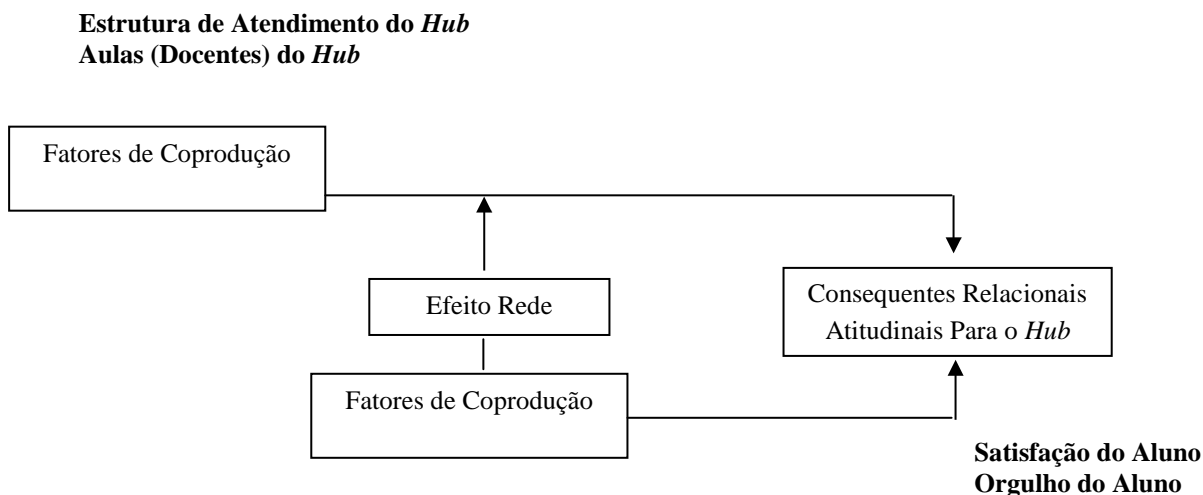 Estrutura de Atendimento do Hub
Aulas (Docentes) do Hub
Fatores de Coprodução
Efeito Rede
Consequentes Relacionais
Atitudinais Para o Hub
Fatores de Coprodução
Satisfação do Aluno
Orgulho do Aluno